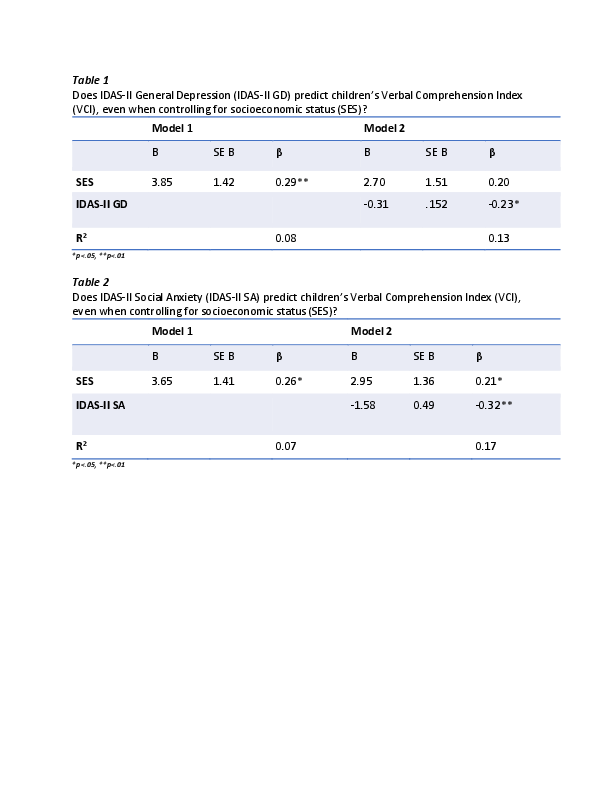 Table 1
Does IDAS-II General Depression (IDAS-II GD) predict children's Verbal Comprehension Index
(VCI), even when controlling for socioeconomic status (SES)?
Model 1 Model 2
B SE B β B SE B β
SES 3.85 1.42 0.29** 2.70 1.51 0.20
IDAS-II GD -0.31 .152 -0.23*
R² 0.08 0.13
*p<.05, **p<.01
Table 2
Does IDAS-II Social Anxiety (IDAS-II SA) predict children's Verbal Comprehension Index (VCI),
even when controlling for socioeconomic status (SES)?
Model 1 Model 2
B SE B β B SE B β
SES 3.65 1.41 0.26* 2.95 1.36 0.21*
IDAS-II SA -1.58 0.49 -0.32**
R² 0.07 0.17
*p<.05, **p<.01